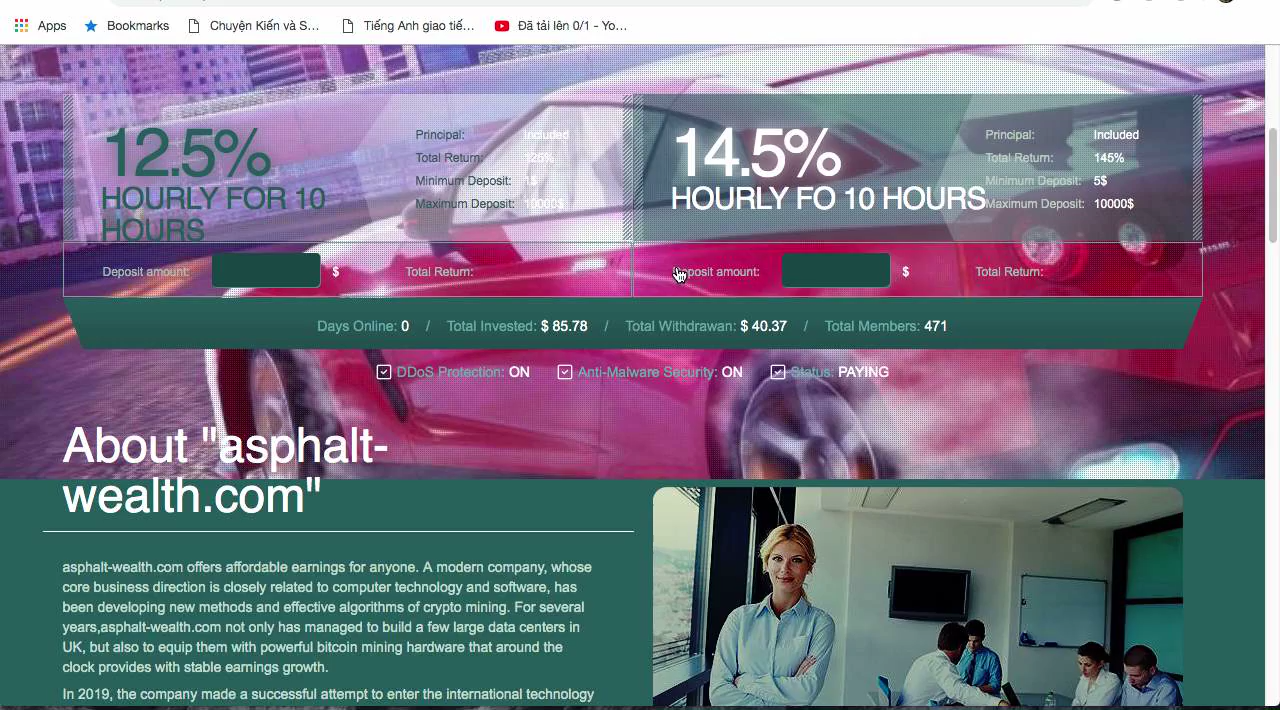 Apps Bookmarks Chuyện Kiến và S... Tiếng Anh giao tiế... Đã tải lên 0/1 - Yo...
12.5%
HOURLY FOR 10
HOURS
Principal: Included
Total Return: 125%
Minimum Deposit:
Maximum Deposit: 10000$
14.5%
HOURLY FO 10 HOURS
Principal: Included
Total Return: 145%
Minimum Deposit: 5$
Maximum Deposit: 10000$
Deposit amount: $ Total Return:
Deposit amount: $ Total Return:
Days Online: 0 / Total Invested: $ 85.78 / Total Withdrawan: $ 40.37 / Total Members: 471
DDoS Protection: ON Anti-Malware Security: ON Status: PAYING
About "asphalt-
wealth.com"
asphalt-wealth.com offers affordable earnings for anyone. A modern company, whose
core business direction is closely related to computer technology and software, has
been developing new methods and effective algorithms of crypto mining. For several
years,asphalt-wealth.com not only has managed to build a few large data centers in
UK, but also to equip them with powerful bitcoin mining hardware that around the
clock provides with stable earnings growth.
In 2019, the company made a successful attempt to enter the international technology